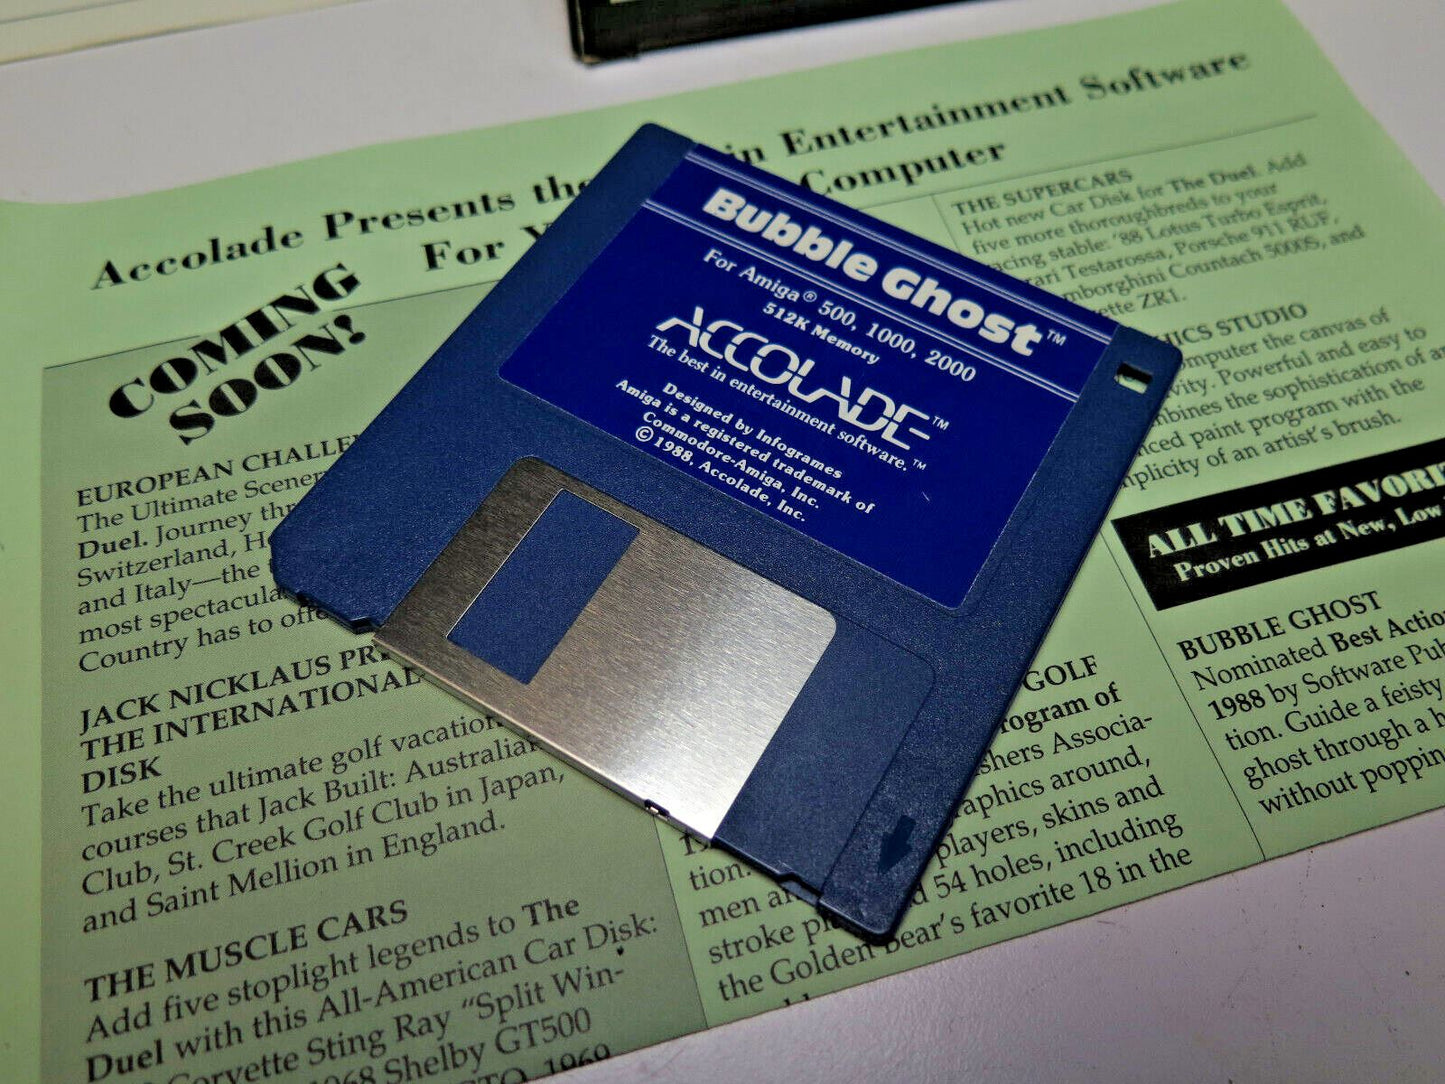 Accolade Presents the
in Entertainment Software
For
Computer
COMING
SOON!
EUROPEAN
The Ultimate
Duel. Journey
Switzerland,
and Italy—the
most
Country has to
JACK NICKLAUS
THE INTERNATIONAL
DISK
Take the ultimate golf
courses that Jack Built: Australian
Club, St. Creek Golf Club in Japan,
and Saint Mellion in England.
THE MUSCLE CARS
Add five stoplight legends to The
Duel with this All-American Car Disk:
Corvette Sting Ray "Split Win-
Shelby GT500
1969
Bubble Ghost™
For Amiga® 500, 1000, 2000
512K Memory
ACCOLADE™
The best in entertainment software.™
Designed by Infogrames
Amiga is a registered trademark of
Commodore-Amiga, Inc.
© 1988, Accolade, Inc.
THE SUPERCARS
Hot new Car Disk for The Duel. Add
five more thoroughbreds to your
stable: '88 Lotus Turbo Esprit,
Testarossa, Porsche 911 RUF,
Countach 5000S, and
ZR1.
STUDIO
the canvas of
Powerful and easy to
the sophistication of
paint program with the
of an artist's brush.
ALL TIME
Proven Hits at New, Low
GOLF
of
around,
players, skins and
54 holes, including
stroke
favorite 18 in the
the Golden
BUBBLE GHOST
Nominated Best
1988 by Software
tion. Guide a feisty
ghost through a
without